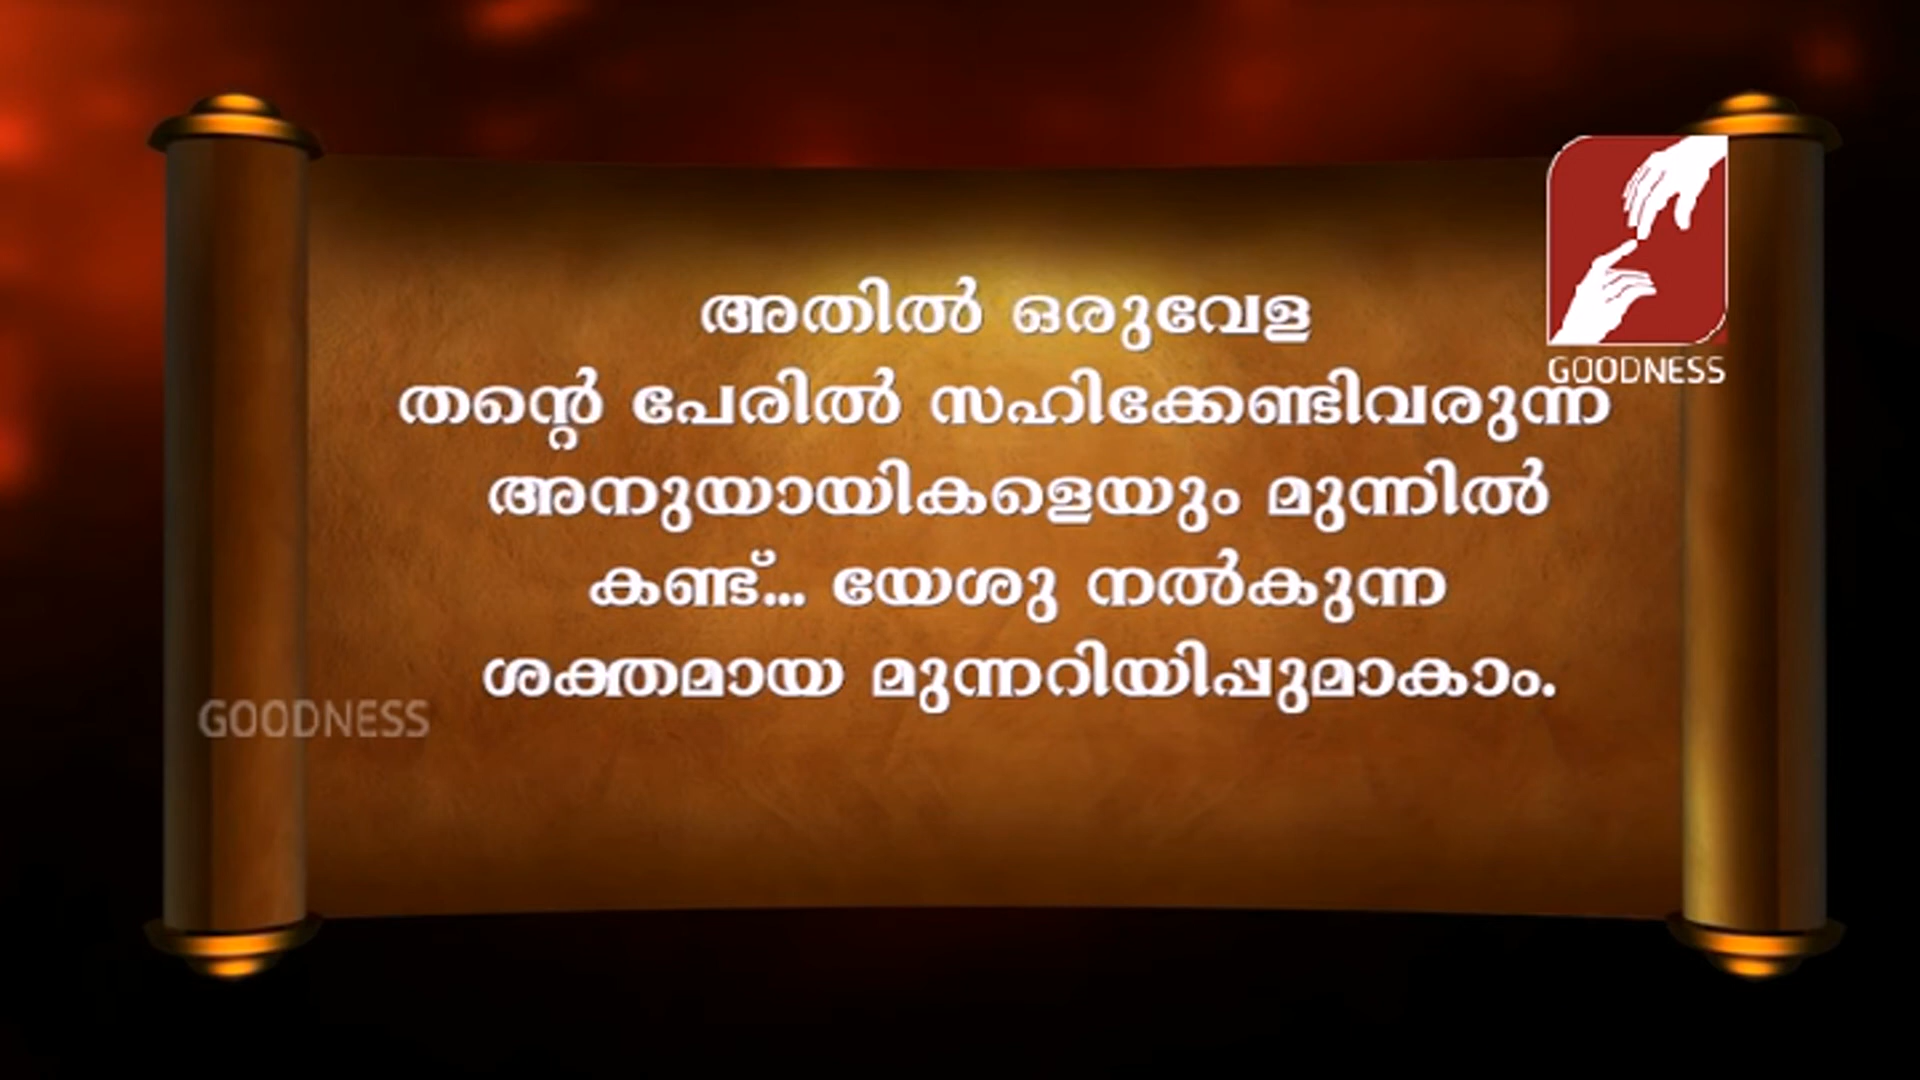 അതിൽ ഒരുവേള
GOODNESS
തന്റെ പേരിൽ സഹിക്കേണ്ടിവരുന്ന
അനുയായികളെയും മുന്നിൽ
കണ്ട്... യേശു നൽകുന്ന
ശക്തമായ മുന്നറിയിപ്പുമാകാം.
GOODNESS